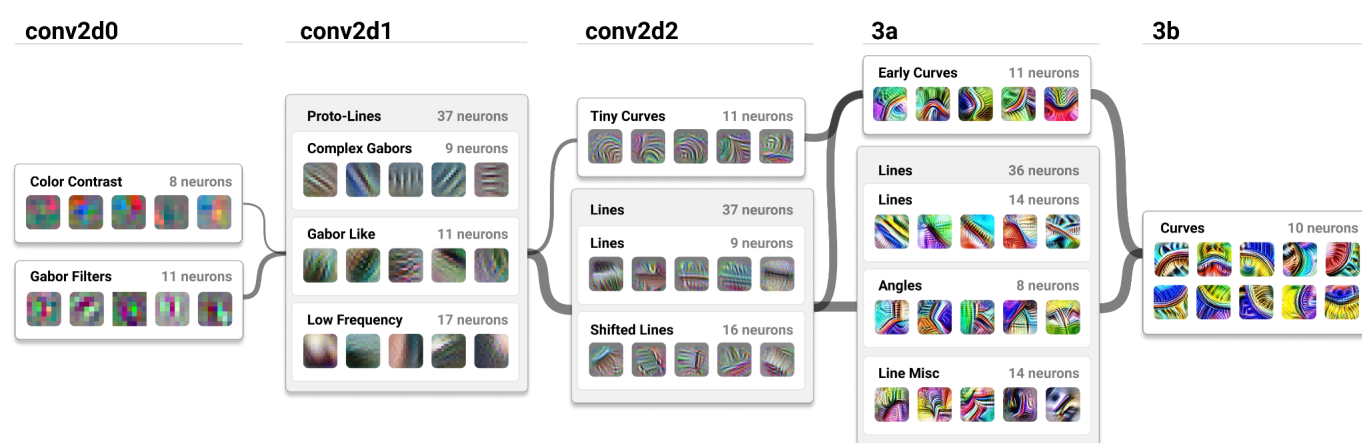 conv2d0
conv2d1
conv2d2
3a
3b
Color Contrast 8 neurons
Gabor Filters 11 neurons
Proto-Lines 37 neurons
Complex Gabors 9 neurons
Gabor Like 11 neurons
Low Frequency 17 neurons
Tiny Curves 11 neurons
Lines 37 neurons
Lines 9 neurons
Shifted Lines 16 neurons
Early Curves 11 neurons
Lines 36 neurons
Lines 14 neurons
Angles 8 neurons
Line Misc 14 neurons
Curves 10 neurons